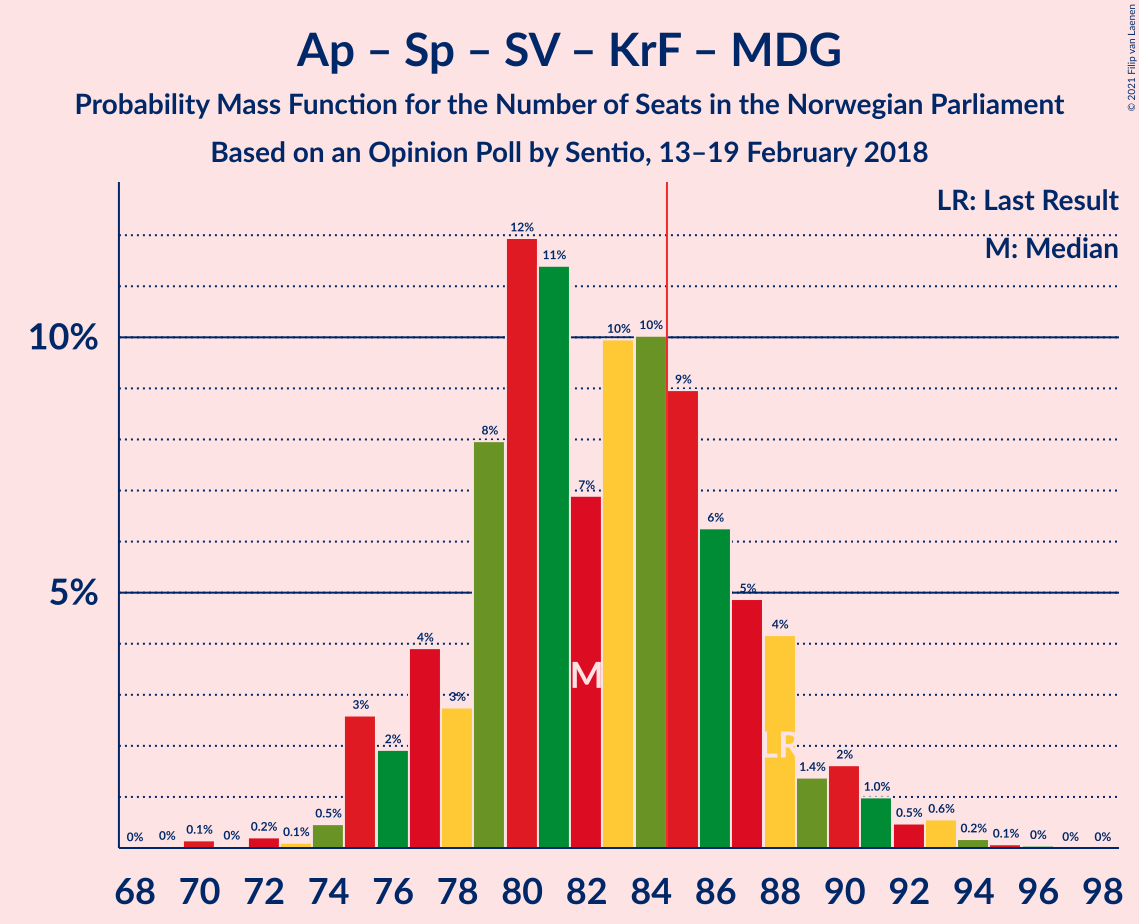 Ap – Sp – SV – KrF – MDG
Probability Mass Function for the Number of Seats in the Norwegian Parliament
Based on an Opinion Poll by Sentio, 13–19 February 2018
© 2021 Filip van Laenen
LR: Last Result
M: Median
10%
5%
0% 0% 0.1% 0% 0.2% 0.1% 0.5% 3% 2% 4% 3% 8% 12% 11% 7% 10% 10% 9% 6% 5% 4% 1.4% 2% 1.0% 0.5% 0.6% 0.2% 0.1% 0% 0% 0%
M
LR
68 70 72 74 76 78 80 82 84 86 88 90 92 94 96 98